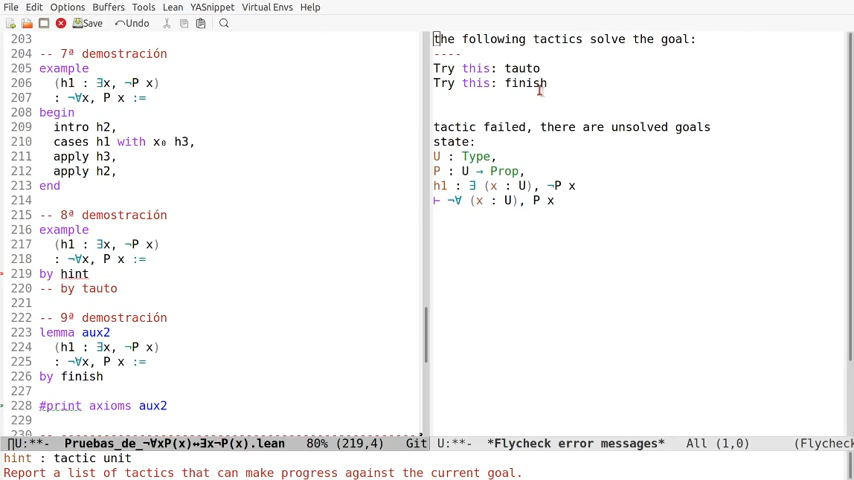 File Edit Options Buffers Tools Lean YASnippet Virtual Envs Help
Save Undo
203
204 -- 7ª demostración
205 example
206 (h1 : ∃x, ¬P x)
207 : ¬∀x, P x :=
208 begin
209 intro h2,
210 cases h1 with x₀ h3,
211 apply h3,
212 apply h2,
213 end
214
215 -- 8ª demostración
216 example
217 (h1 : ∃x, ¬P x)
218 : ¬∀x, P x :=
219 by hint
220 -- by tauto
221
222 -- 9ª demostración
223 lemma aux2
224 (h1 : ∃x, ¬P x)
225 : ¬∀x, P x :=
226 by finish
227
228 #print axioms aux2
229
the following tactics solve the goal:
----
Try this: tauto
Try this: finish
tactic failed, there are unsolved goals
state:
U : Type,
P : U → Prop,
h1 : ∃ (x : U), ¬P x
⊢ ¬∀ (x : U), P x
U:**- Pruebas_de_¬∀xP(x)↔∃x¬P(x).lean 80% (219,4) Git
U:**- *Flycheck error messages* All (1,0) (Flycheck
hint : tactic unit
Report a list of tactics that can make progress against the current goal.